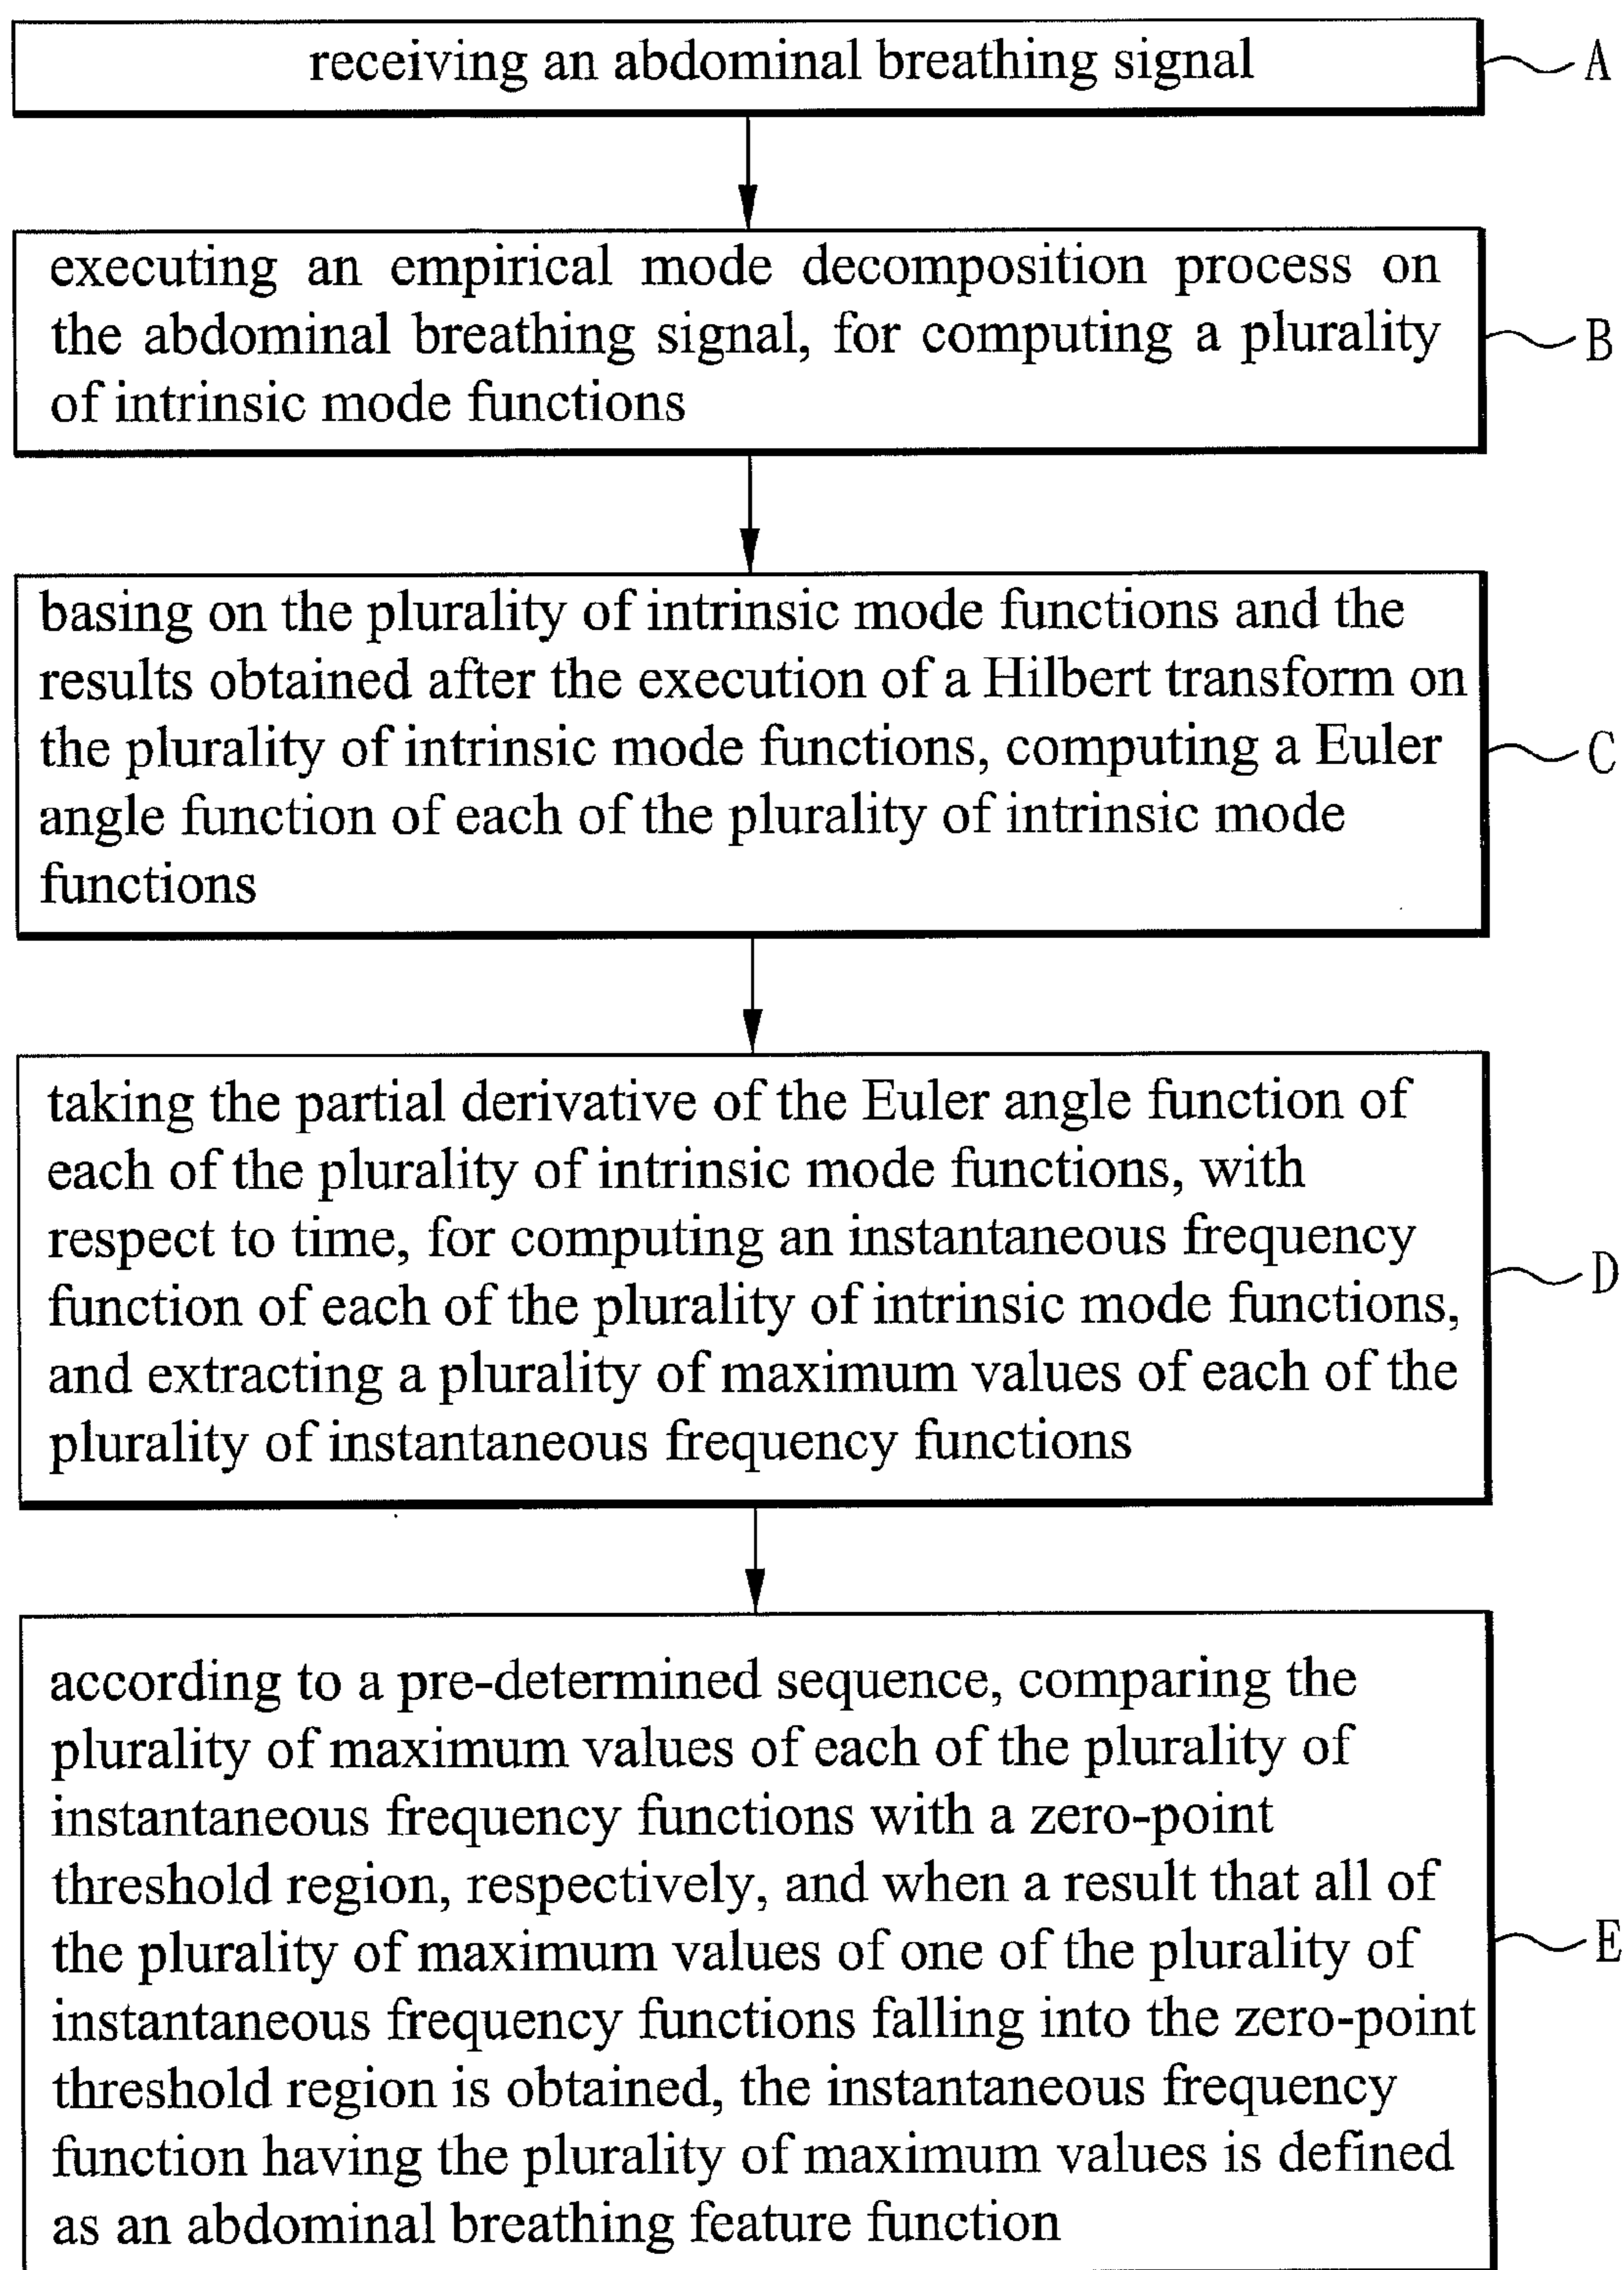 receiving an abdominal breathing signal
A
executing an empirical mode decomposition process on
the abdominal breathing signal, for computing a plurality
of intrinsic mode functions
B
basing on the plurality of intrinsic mode functions and the
results obtained after the execution of a Hilbert transform on
the plurality of intrinsic mode functions, computing a Euler
angle function of each of the plurality of intrinsic mode
functions
C
taking the partial derivative of the Euler angle function of
each of the plurality of intrinsic mode functions, with
respect to time, for computing an instantaneous frequency
function of each of the plurality of intrinsic mode functions,
and extracting a plurality of maximum values of each of the
plurality of instantaneous frequency functions
D
according to a pre-determined sequence, comparing the
plurality of maximum values of each of the plurality of
instantaneous frequency functions with a zero-point
threshold region, respectively, and when a result that all of
the plurality of maximum values of one of the plurality of
instantaneous frequency functions falling into the zero-point
threshold region is obtained, the instantaneous frequency
function having the plurality of maximum values is defined
as an abdominal breathing feature function
E